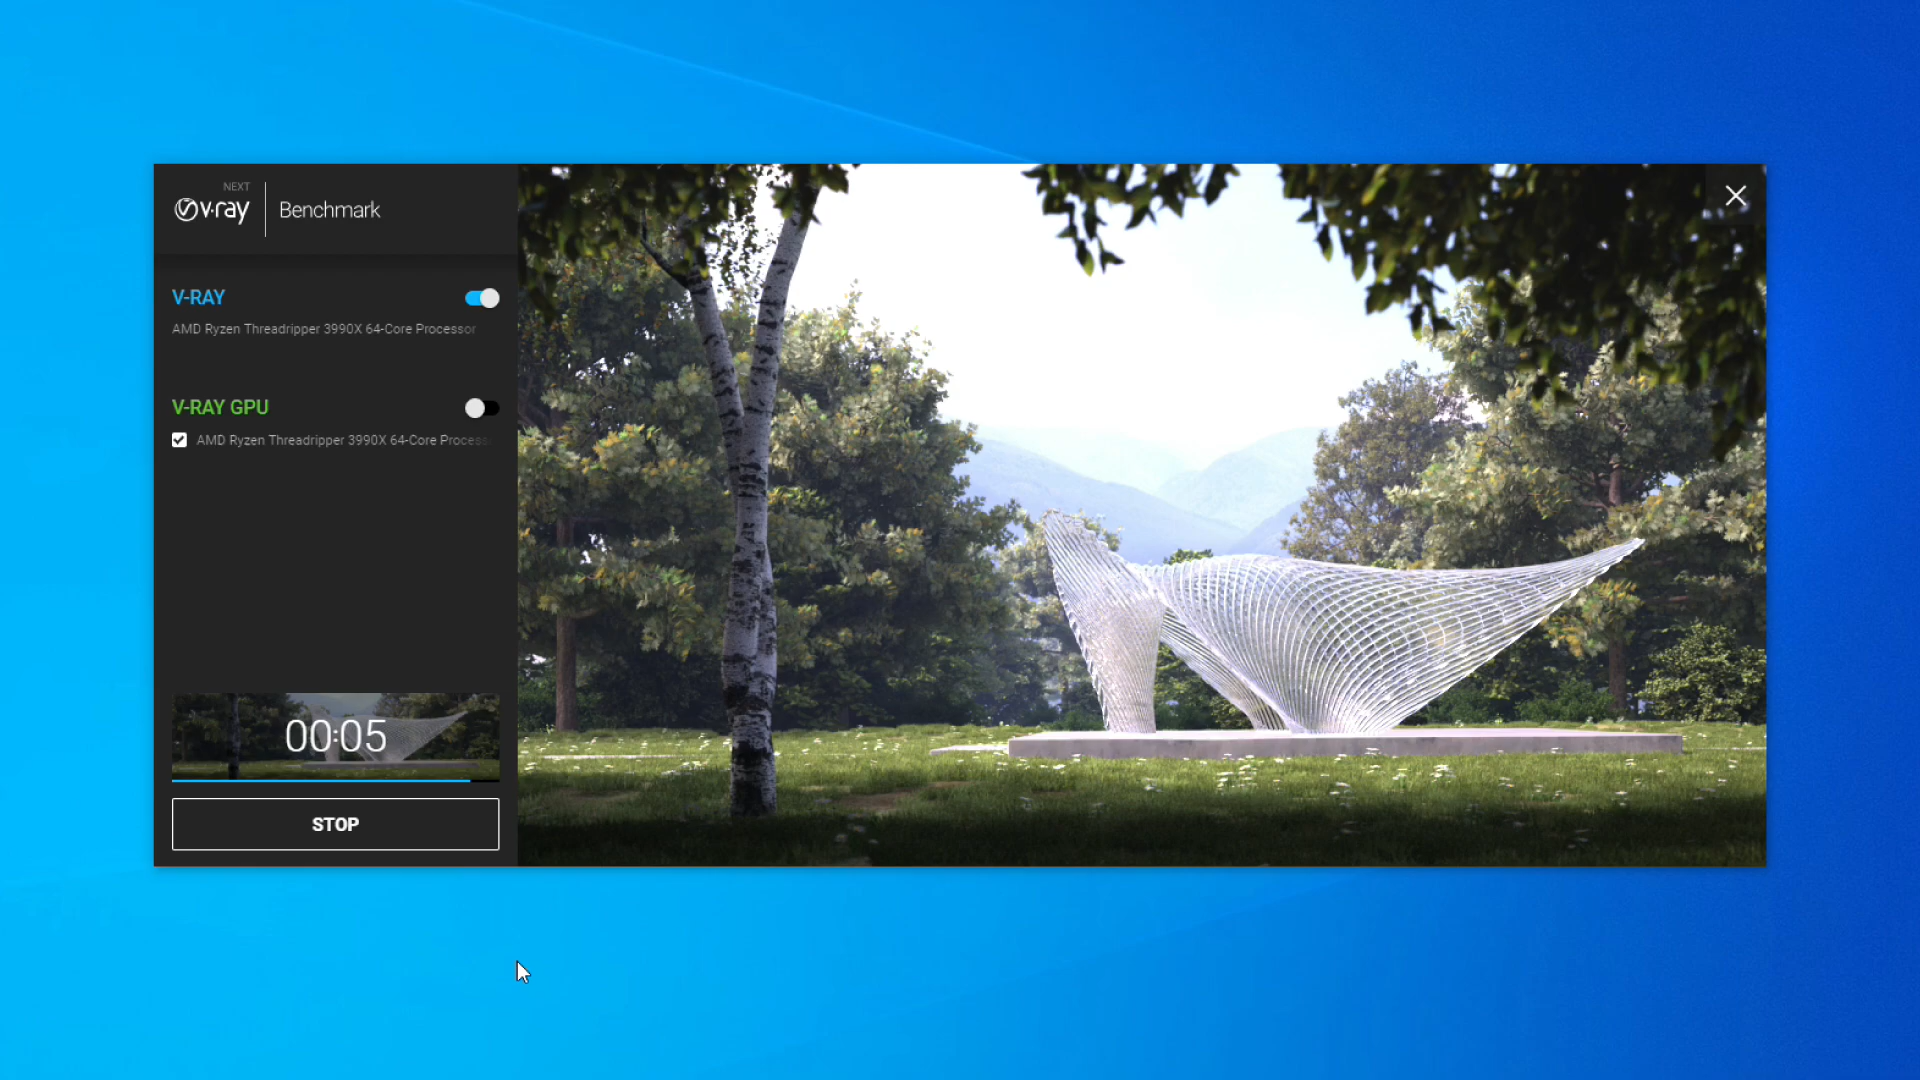 NEXT
v·ray
Benchmark
V-RAY
AMD Ryzen Threadripper 3990X 64-Core Processor
V-RAY GPU
AMD Ryzen Threadripper 3990X 64-Core Process
00:05
STOP